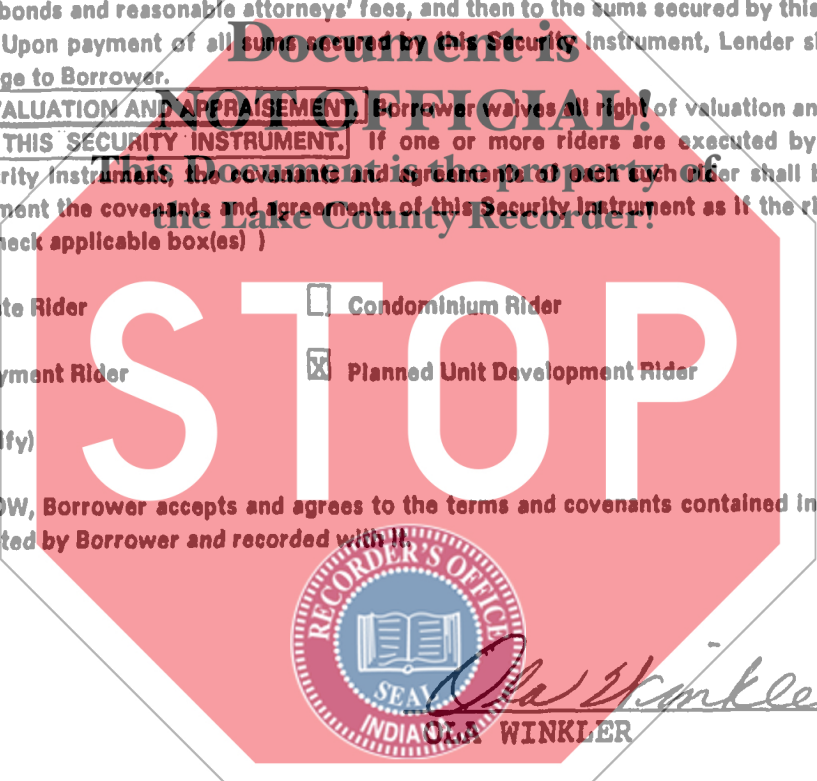 bonds and reasonable attorneys' fees, and then to the sums secured by this
Document is
Upon payment of all sums secured by this Security Instrument, Lender s
ge to Borrower.
NOT OFFICIAL!
ALUATION AND APPRAISEMENT. Borrower waives all right of valuation an
THIS SECURITY INSTRUMENT. If one or more riders are executed by
This Document is the property of
rity Instrument, the covenants and agreements of each such rider shall b
ment the covenants and agreements of this Security Instrument as if the ri
the Lake County Recorder!
heck applicable box(es) )
te Rider Condominium Rider
STOP
yment Rider X Planned Unit Development Rider
ify)
OW, Borrower accepts and agrees to the terms and covenants contained in
ted by Borrower and recorded with it.
RECORDER'S OFFICE
SEAL
INDIANA
Ola Winkler
OLA WINKLER